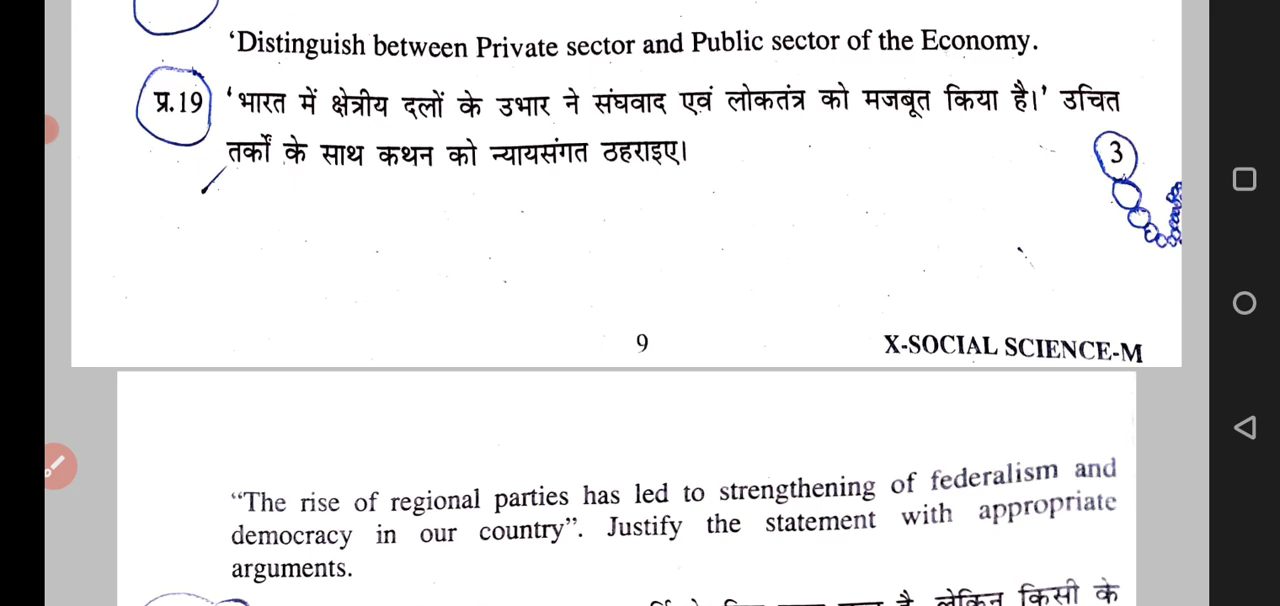 'Distinguish between Private sector and Public sector of the Economy.
प्र.19 'भारत में क्षेत्रीय दलों के उभार ने संघवाद एवं लोकतंत्र को मजबूत किया है।' उचित
तर्कों के साथ कथन को न्यायसंगत ठहराइए।
3
9 X-SOCIAL SCIENCE-M
"The rise of regional parties has led to strengthening of federalism and
democracy in our country". Justify the statement with appropriate
arguments.
लेकिन किसी के